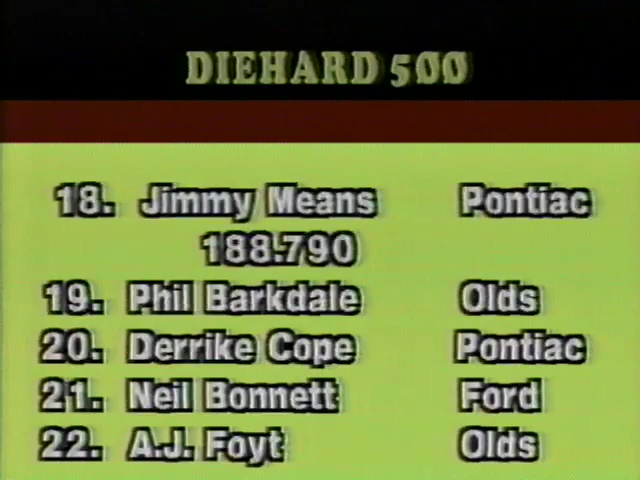 DIEHARD 500
18. Jimmy Means Pontiac
188.790
19. Phil Barkdale Olds
20. Derrike Cope Pontiac
21. Neil Bonnett Ford
22. A.J. Foyt Olds